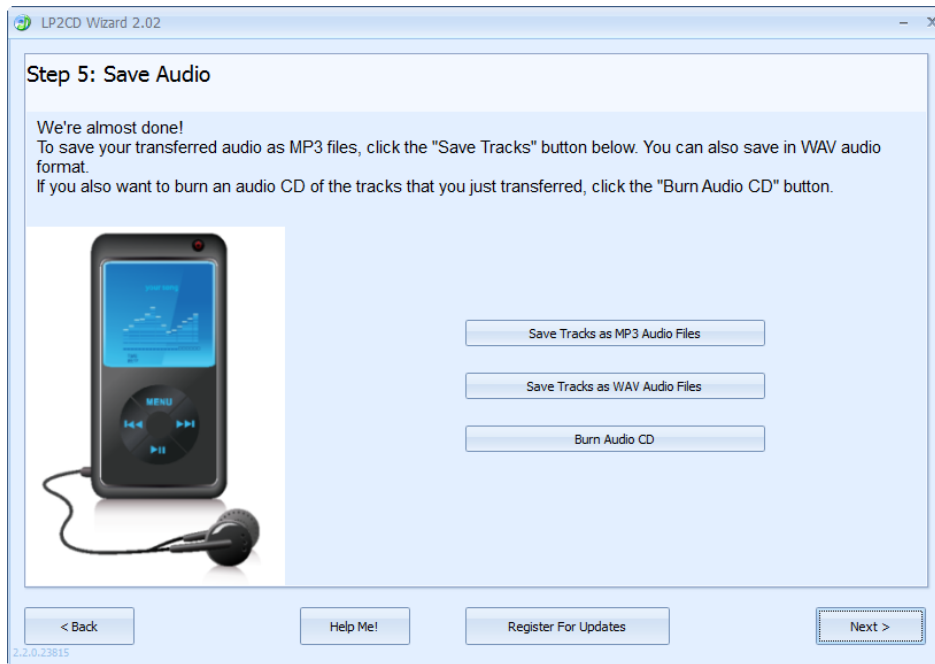 LP2CD Wizard 2.02
Step 5: Save Audio
We're almost done!
To save your transferred audio as MP3 files, click the "Save Tracks" button below. You can also save in WAV audio
format.
If you also want to burn an audio CD of the tracks that you just transferred, click the "Burn Audio CD" button.
your song
MENU
Save Tracks as MP3 Audio Files
Save Tracks as WAV Audio Files
Burn Audio CD
< Back
Help Me!
Register For Updates
Next >
2.2.0.23815